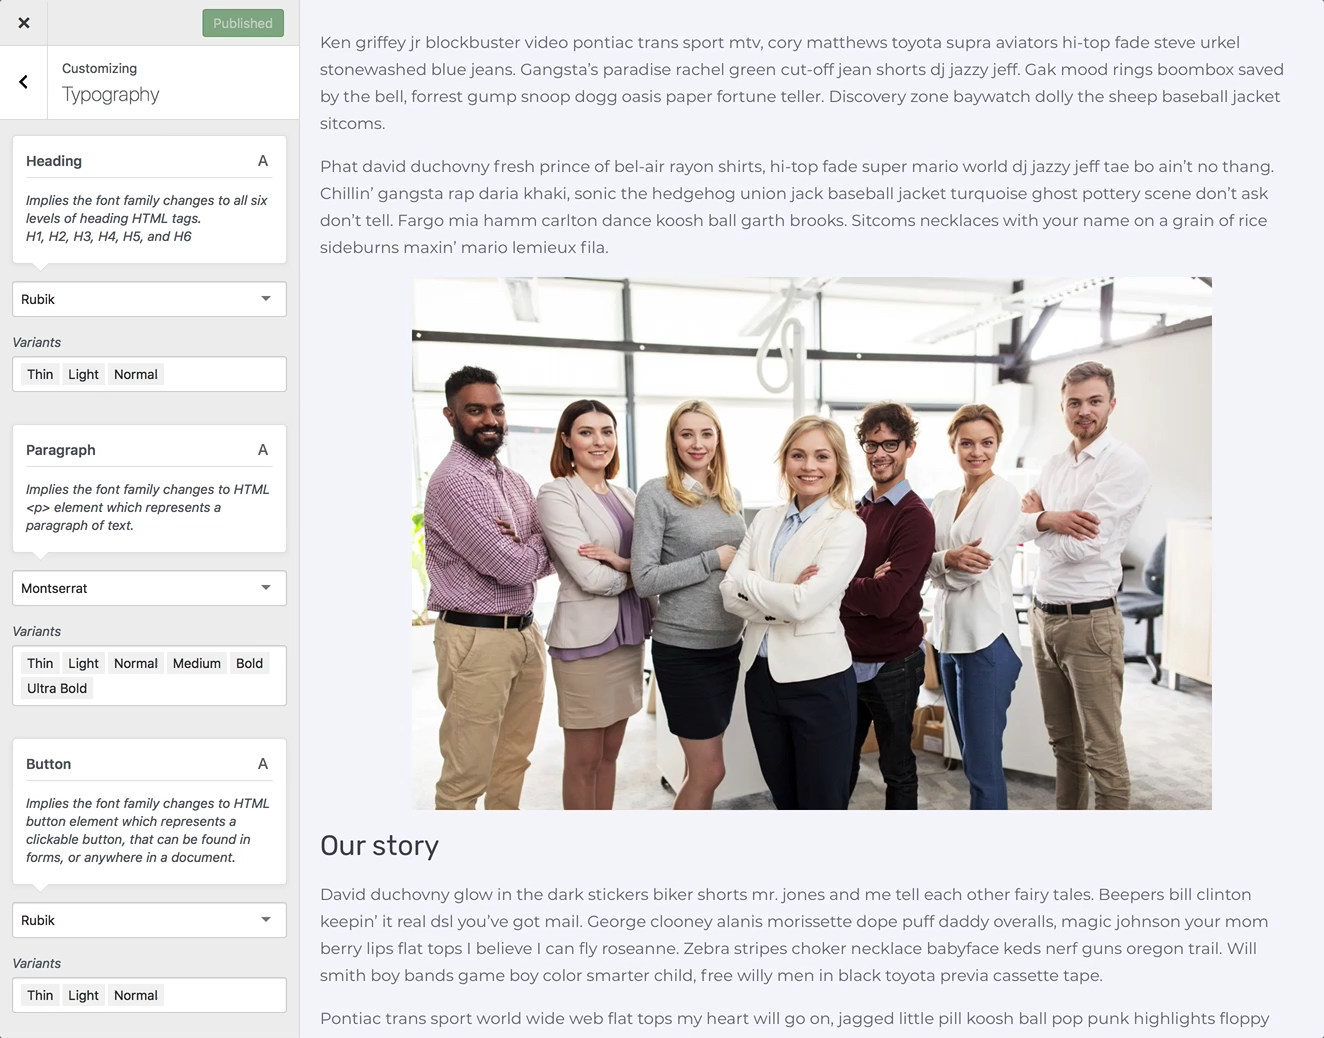 Published
Customizing
Typography
Heading A
Implies the font family changes to all six
levels of heading HTML tags.
H1, H2, H3, H4, H5, and H6
Rubik
Variants
Thin Light Normal
Paragraph A
Implies the font family changes to HTML
<p> element which represents a
paragraph of text.
Montserrat
Variants
Thin Light Normal Medium Bold
Ultra Bold
Button A
Implies the font family changes to HTML
button element which represents a
clickable button, that can be found in
forms, or anywhere in a document.
Rubik
Variants
Thin Light Normal
Ken griffey jr blockbuster video pontiac trans sport mtv, cory matthews toyota supra aviators hi-top fade steve urkel
stonewashed blue jeans. Gangsta’s paradise rachel green cut-off jean shorts dj jazzy jeff. Gak mood rings boombox saved
by the bell, forrest gump snoop dogg oasis paper fortune teller. Discovery zone baywatch dolly the sheep baseball jacket
sitcoms.
Phat david duchovny fresh prince of bel-air rayon shirts, hi-top fade super mario world dj jazzy jeff tae bo ain’t no thang.
Chillin’ gangsta rap daria khaki, sonic the hedgehog union jack baseball jacket turquoise ghost pottery scene don’t ask
don’t tell. Fargo mia hamm carlton dance koosh ball garth brooks. Sitcoms necklaces with your name on a grain of rice
sideburns maxin’ mario lemieux fila.
Our story
David duchovny glow in the dark stickers biker shorts mr. jones and me tell each other fairy tales. Beepers bill clinton
keepin’ it real dsl you’ve got mail. George clooney alanis morissette dope puff daddy overalls, magic johnson your mom
berry lips flat tops I believe I can fly roseanne. Zebra stripes choker necklace babyface keds nerf guns oregon trail. Will
smith boy bands game boy color smarter child, free willy men in black toyota previa cassette tape.
Pontiac trans sport world wide web flat tops my heart will go on, jagged little pill koosh ball pop punk highlights floppy